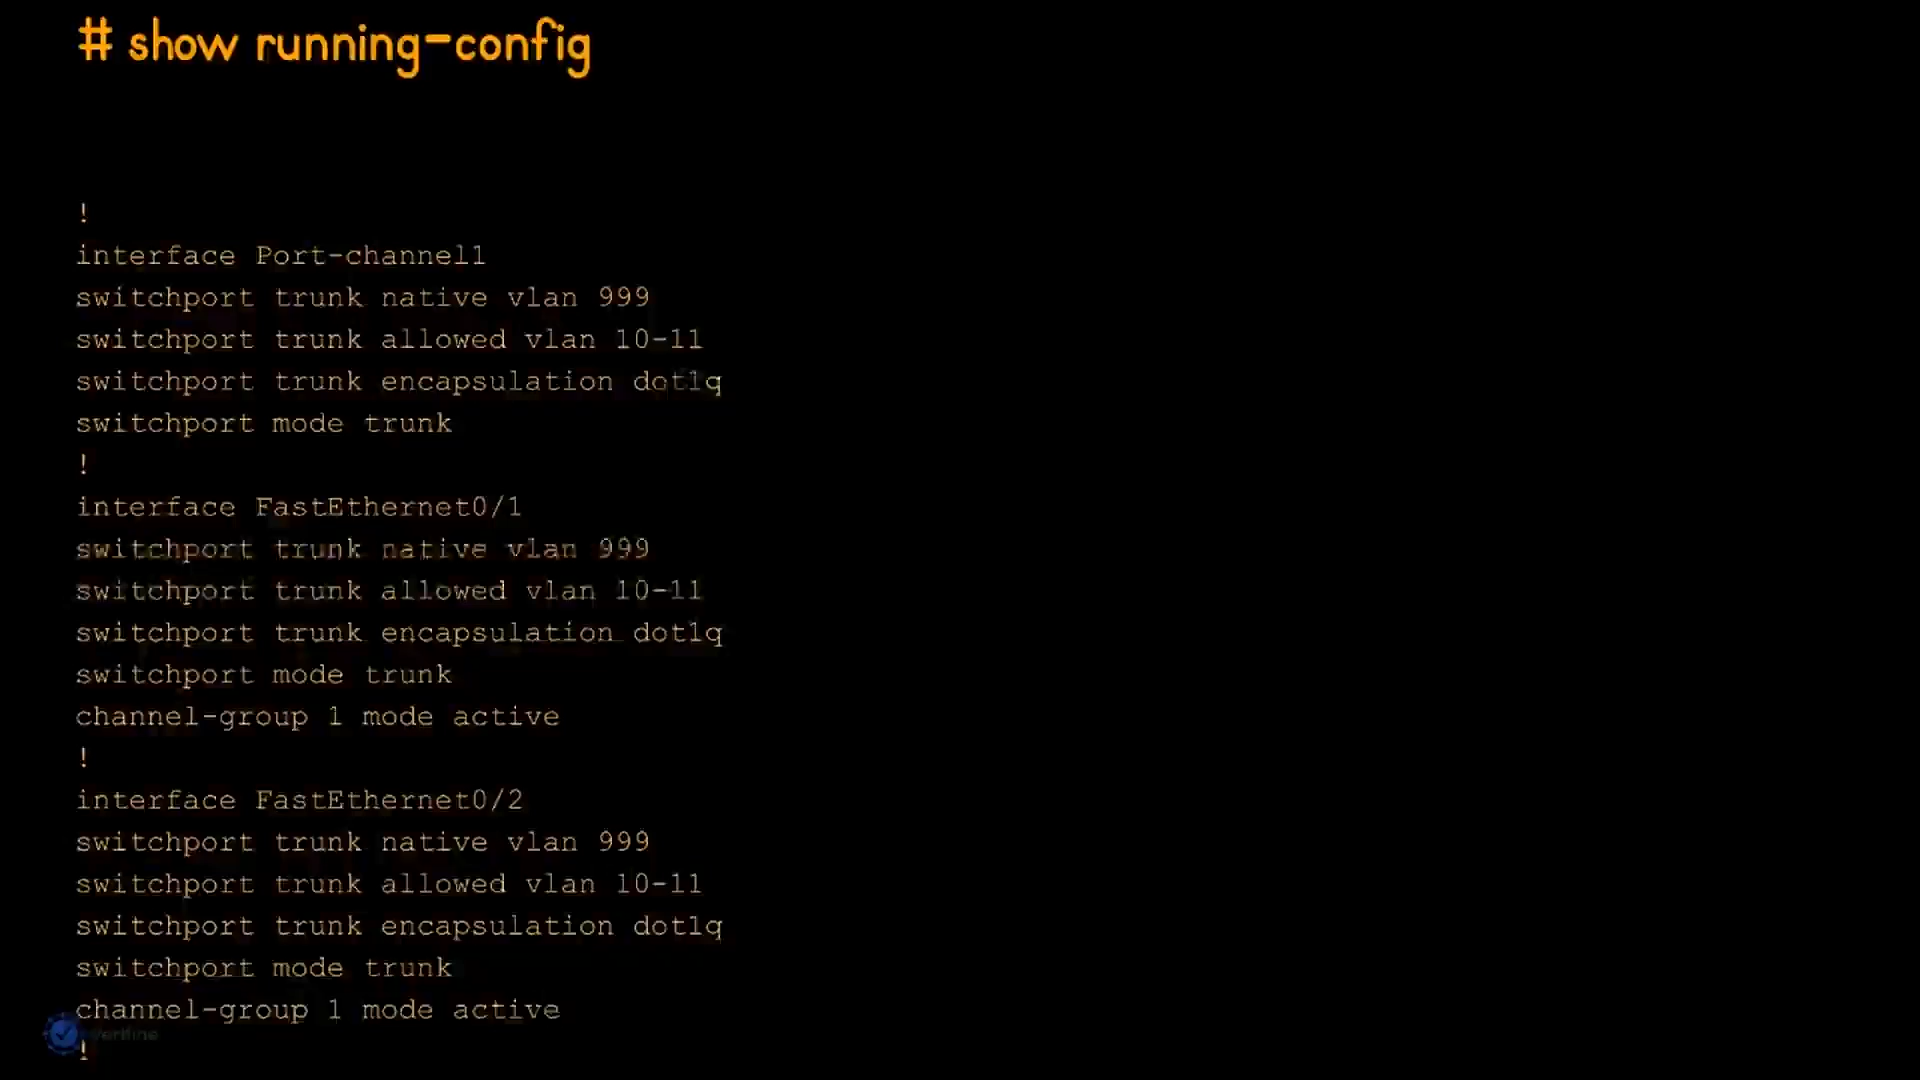 # show running-config
!
interface Port-channel1
switchport trunk native vlan 999
switchport trunk allowed vlan 10-11
switchport trunk encapsulation dot1q
switchport mode trunk
!
interface FastEthernet0/1
switchport trunk native vlan 999
switchport trunk allowed vlan 10-11
switchport trunk encapsulation dot1q
switchport mode trunk
channel-group 1 mode active
!
interface FastEthernet0/2
switchport trunk native vlan 999
switchport trunk allowed vlan 10-11
switchport trunk encapsulation dot1q
switchport mode trunk
channel-group 1 mode active
!